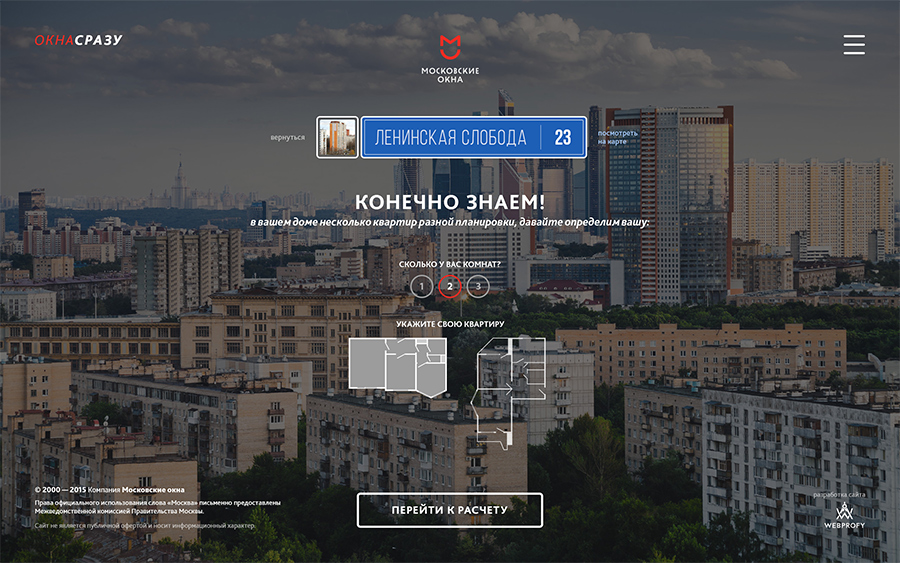 ОКНАСРАЗУ
МОСКОВСКИЕ
ОКНА
вернуться
ЛЕНИНСКАЯ СЛОБОДА 23
посмотреть
на карте
КОНЕЧНО ЗНАЕМ!
в вашем доме несколько квартир разной планировки, давайте определим вашу:
СКОЛЬКО У ВАС КОМНАТ?
1 2 3
УКАЖИТЕ СВОЮ КВАРТИРУ
ПЕРЕЙТИ К РАСЧЕТУ
© 2000 — 2015 Компания Московские окна
Права официального использования слова «Москва» письменно предоставлены
Межведомственной комиссией Правительства Москвы.
Сайт не является публичной офертой и носит информационный характер.
разработка сайта
WEBPROFY